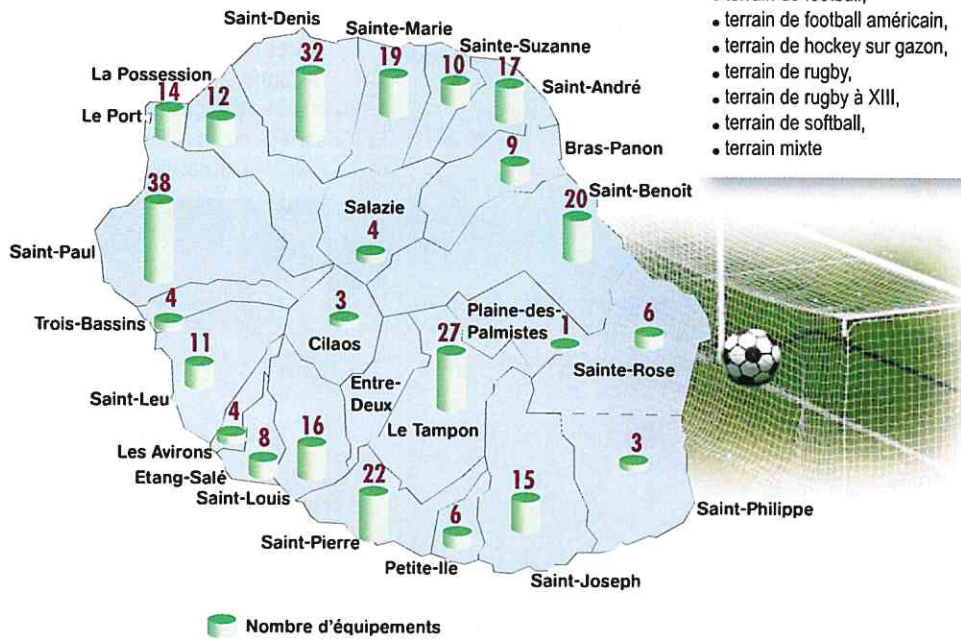 • terrain de football,
• terrain de football américain,
• terrain de hockey sur gazon,
• terrain de rugby,
• terrain de rugby à XIII,
• terrain de softball,
• terrain mixte
Saint-Denis
32
Sainte-Marie
19
Sainte-Suzanne
10
17
Saint-André
La Possession
14
12
Le Port
Bras-Panon
9
38
Saint-Paul
Salazie
4
20
Saint-Benoît
4
Trois-Bassins
3
Cilaos
Plaine-des-
Palmistes
1
6
Sainte-Rose
11
Saint-Leu
27
Entre-
Deux
Le Tampon
4
Les Avirons
8
Etang-Salé
16
Saint-Louis
3
Saint-Philippe
22
Saint-Pierre
6
Petite-Ile
15
Saint-Joseph
Nombre d'équipements